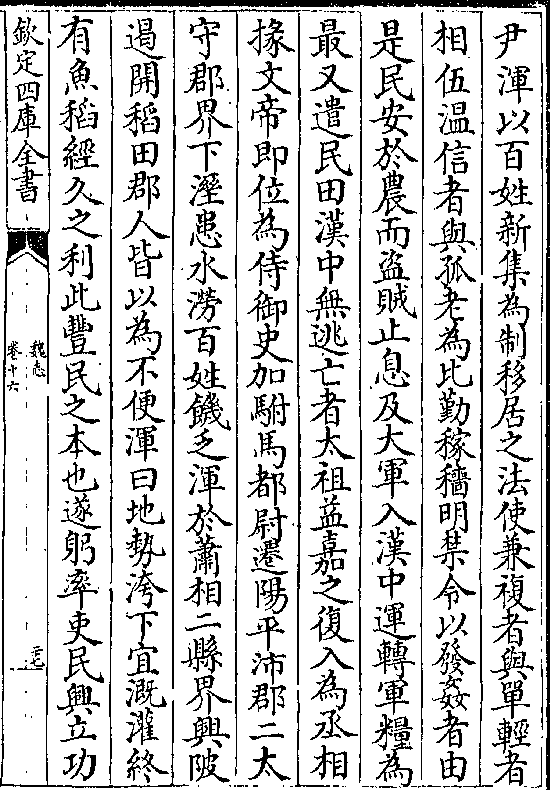 尹渾以百姓新集為制移居之法使兼複者與單輕者
相伍温信者與孤老為比勤稼穡明禁令以發姦者由
是民安於農而盜賊止息及大軍入漢中運轉軍糧為
最又遣民田漢中無逃亡者太祖益嘉之復入為丞相
掾文帝即位為侍御史加駙馬都尉遷陽平沛郡二太
守郡界下溼患水澇百姓饑乏渾於蕭相二縣界興陂
遏開稻田郡人皆以為不便渾曰地勢洿下宜溉灌終
有魚稻經久之利此豐民之本也遂躬率吏民興立功
欽定四庫全書
魏志
卷十六
二十七